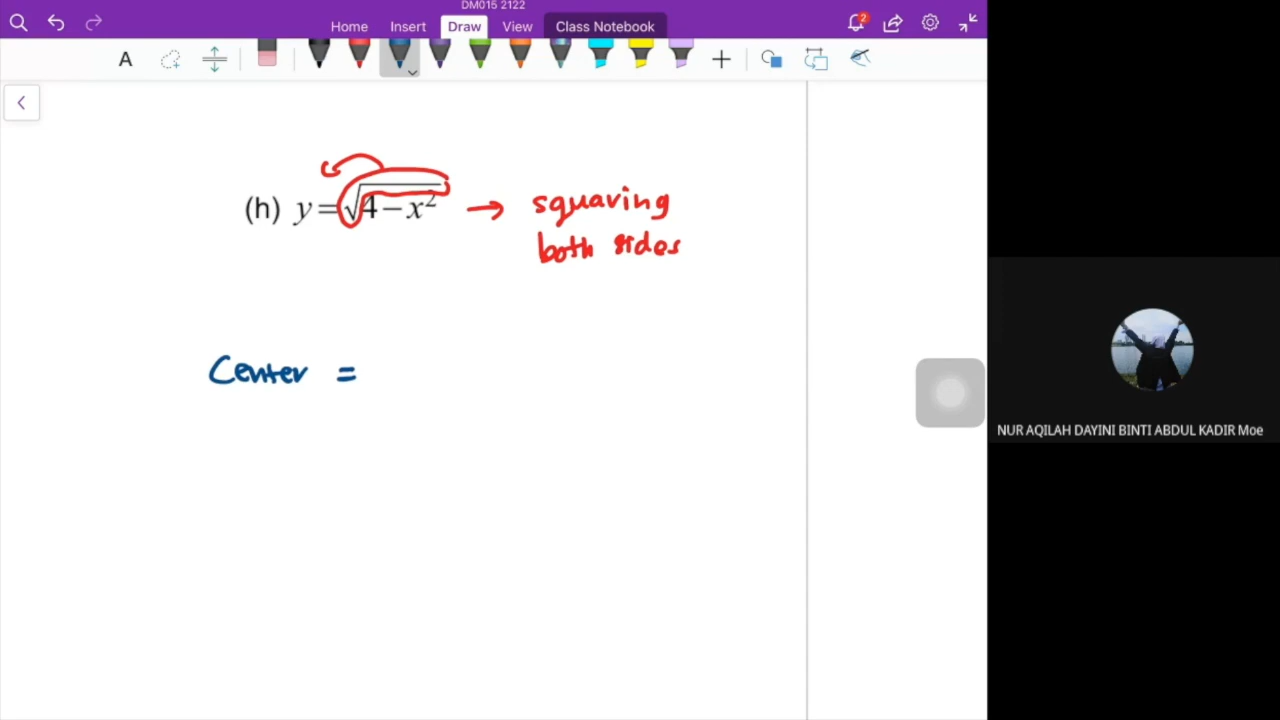 DM015 2122
Home Insert Draw View Class Notebook
2
A
(h) y = √4 − x² → squaring
both sides
Center =
NUR AQILAH DAYINI BINTI ABDUL KADIR Moe